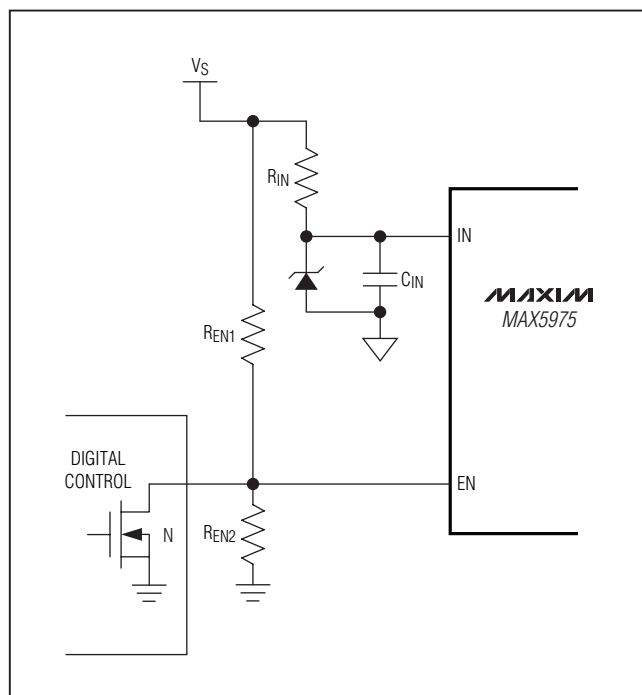 VS
RIN
IN
CIN
MAXIM
MAX5975
REN1
DIGITAL
CONTROL
EN
N
REN2